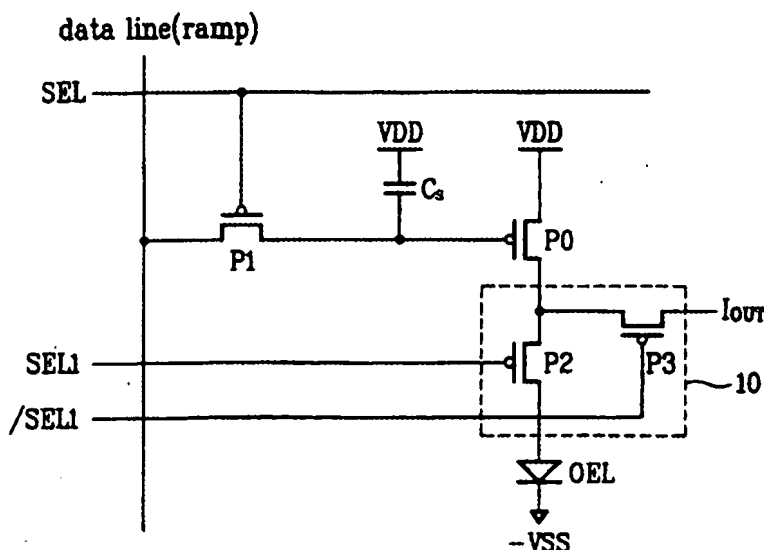 data line(ramp)
SEL
VDD
VDD
Cs
P1
P0
IOUT
SEL1
P2
P3
10
/SEL1
OEL
-VSS